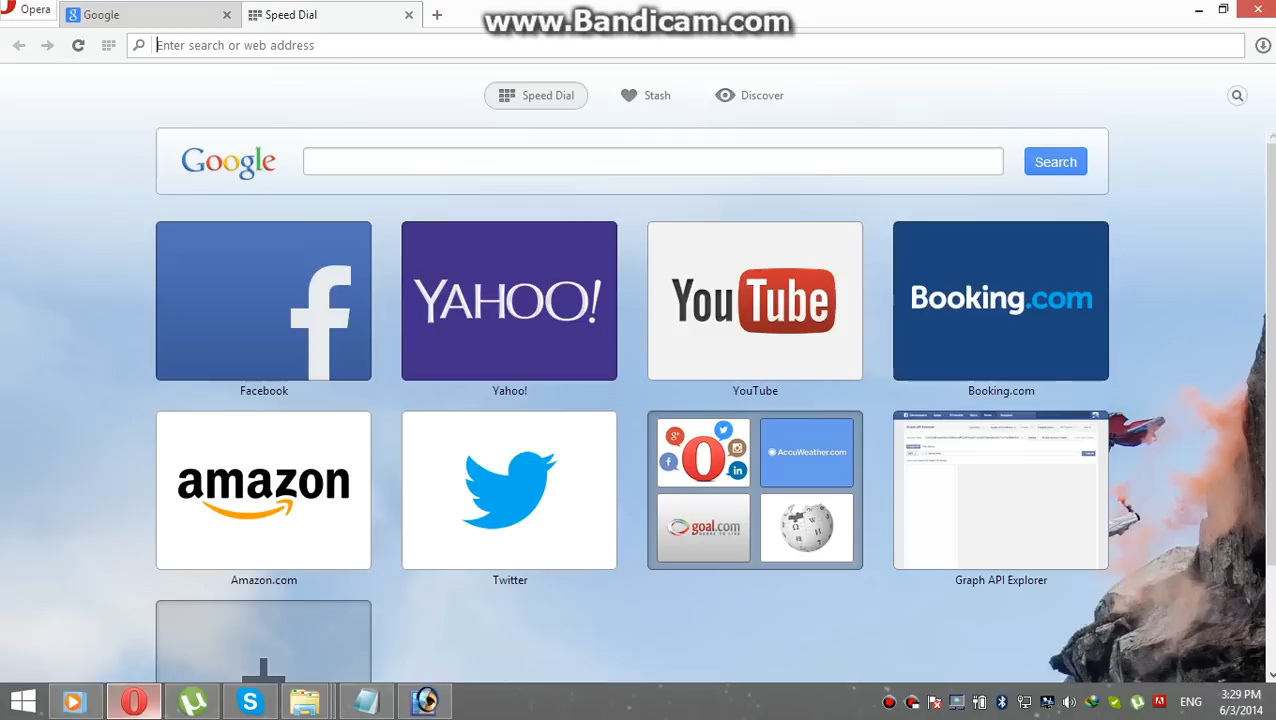 Opera
Google
Speed Dial
www.Bandicam.com
Enter search or web address
Speed Dial
Stash
Discover
Google
Search
f
YAHOO!
YouTube
Booking.com
Facebook
Yahoo!
YouTube
Booking.com
amazon
AccuWeather.com
goal.com
Amazon.com
Twitter
Graph API Explorer
ENG
3:29 PM
6/3/2014